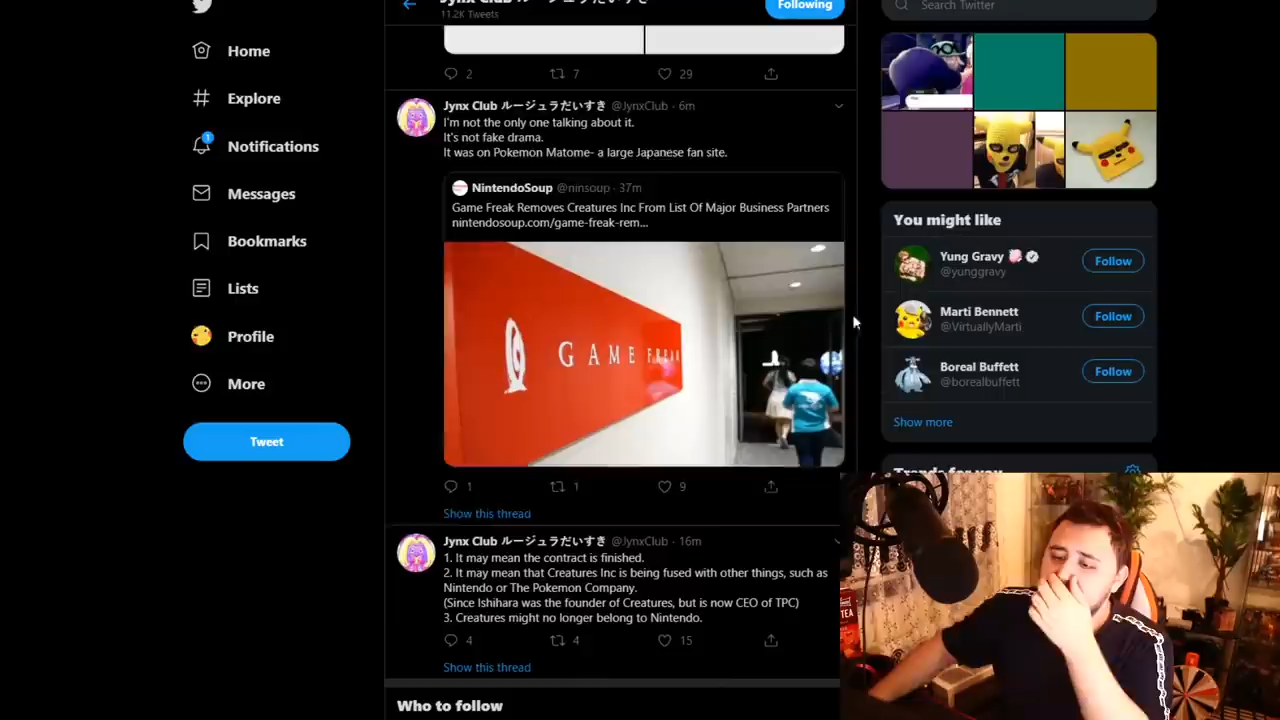 Jynx Club ルージュラだいすき
11.2K Tweets
Following
Search Twitter
Home
Explore
1
Notifications
Messages
Bookmarks
Lists
Profile
More
Tweet
2 7 29
Jynx Club ルージュラだいすき @JynxClub · 6m
I'm not the only one talking about it.
It's not fake drama.
It was on Pokemon Matome- a large Japanese fan site.
NintendoSoup @ninsoup · 37m
Game Freak Removes Creatures Inc From List Of Major Business Partners
nintendosoup.com/game-freak-rem...
GAME FREAK
1 1 9
Show this thread
Jynx Club ルージュラだいすき @JynxClub · 16m
1. It may mean the contract is finished.
2. It may mean that Creatures Inc is being fused with other things, such as
Nintendo or The Pokemon Company.
(Since Ishihara was the founder of Creatures, but is now CEO of TPC)
3. Creatures might no longer belong to Nintendo.
4 4 15
Show this thread
Who to follow
You might like
Yung Gravy
@yunggravy
Follow
Marti Bennett
@VirtuallyMarti
Follow
Boreal Buffett
@borealbuffett
Follow
Show more
Trends for you
TEA